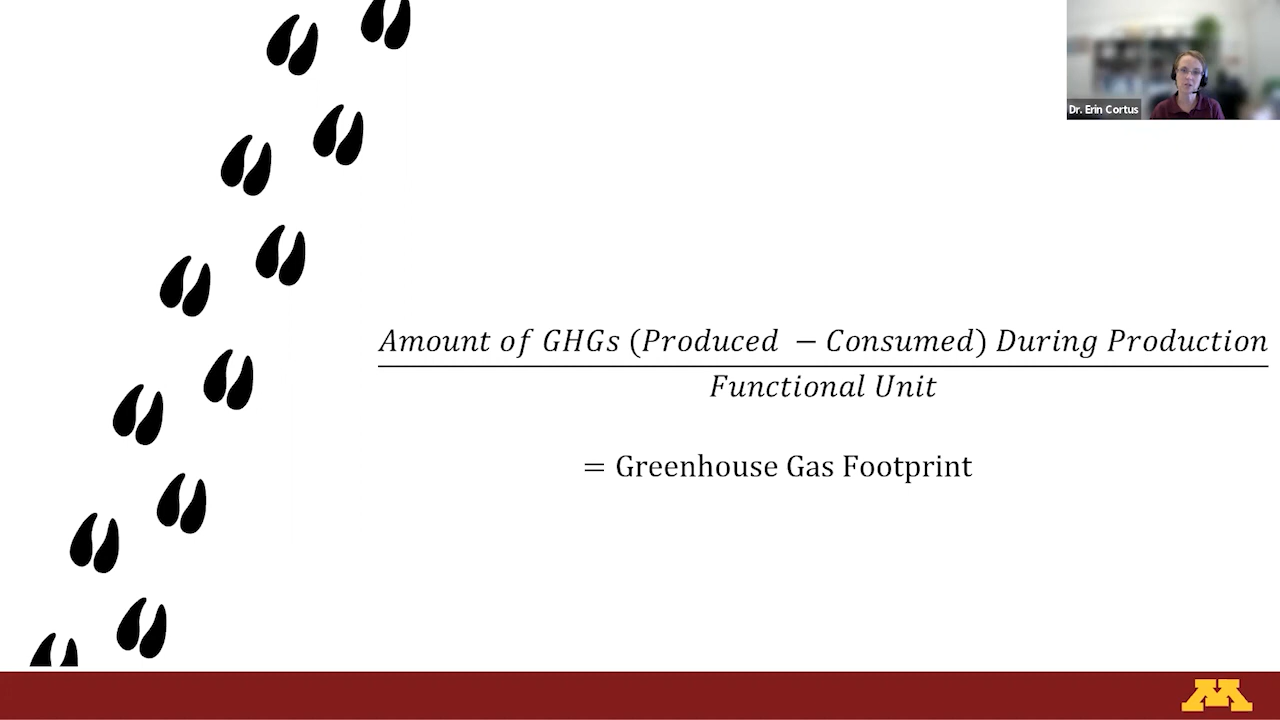 Dr. Erin Cortus
Amount of GHGs (Produced − Consumed) During Production
Functional Unit
= Greenhouse Gas Footprint
M